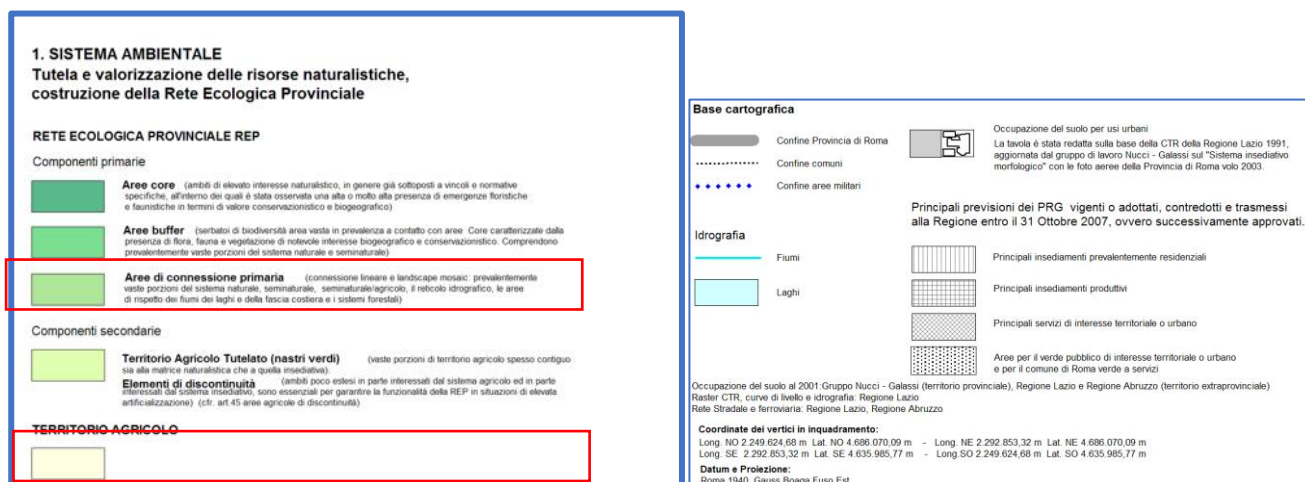 1. SISTEMA AMBIENTALE
Tutela e valorizzazione delle risorse naturalistiche,
costruzione della Rete Ecologica Provinciale
RETE ECOLOGICA PROVINCIALE REP
Componenti primarie
Aree core (ambiti di elevato interesse naturalistico, in genere già sottoposti a vincoli e normative
specifiche, all'interno dei quali è stata osservata una alta o molto alta presenza di emergenze floristiche
e faunistiche in termini di valore conservazionistico e biogeografico)
Aree buffer (serbatoi di biodiversità area vasta in prevalenza a contatto con aree Core caratterizzate dalla
presenza di flora, fauna e vegetazione di notevole interesse biogeografico e conservazionistico. Comprendono
prevalentemente vaste porzioni del sistema naturale e seminaturale)
Aree di connessione primaria (connessione lineare e landscape mosaic: prevalentemente
vaste porzioni del sistema naturale, seminaturale, seminaturale/agricolo, il reticolo idrografico, le aree
di rispetto dei fiumi dei laghi e della fascia costiera e i sistemi forestali)
Componenti secondarie
Territorio Agricolo Tutelato (nastri verdi) (vaste porzioni di territorio agricolo spesso contiguo
sia alla matrice naturalistica che a quella insediativa).
Elementi di discontinuità (ambiti poco estesi in parte interessati dal sistema agricolo ed in parte
interessati dal sistema insediativo, sono essenziali per garantire la funzionalità della REP in situazioni di elevata
artificializzazione) (cfr. art.45 aree agricole di discontinuità)
TERRITORIO AGRICOLO
Base cartografica
Confine Provincia di Roma
Confine comuni
Confine aree militari
Idrografia
Fiumi
Laghi
Occupazione del suolo per usi urbani
La tavola è stata redatta sulla base della CTR della Regione Lazio 1991,
aggiornata dal gruppo di lavoro Nucci - Galassi sul "Sistema insediativo
morfologico" con le foto aeree della Provincia di Roma volo 2003.
Principali previsioni dei PRG vigenti o adottati, contredotti e trasmessi
alla Regione entro il 31 Ottobre 2007, ovvero successivamente approvati.
Principali insediamenti prevalentemente residenziali
Principali insediamenti produttivi
Principali servizi di interesse territoriale o urbano
Aree per il verde pubblico di interesse territoriale o urbano
e per il comune di Roma verde a servizi
Occupazione del suolo al 2001:Gruppo Nucci - Galassi (territorio provinciale), Regione Lazio e Regione Abruzzo (territorio extraprovinciale)
Raster CTR, curve di livello e idrografia: Regione Lazio
Rete Stradale e ferroviaria: Regione Lazio, Regione Abruzzo
Coordinate dei vertici in inquadramento:
Long. NO 2.249.624,68 m Lat. NO 4.686.070,09 m - Long. NE 2.292.853,32 m Lat. NE 4.686.070,09 m
Long. SE 2.292.853,32 m Lat. SE 4.635.985,77 m - Long.SO 2.249.624,68 m Lat. SO 4.635.985,77 m
Datum e Proiezione:
Roma 1940, Gauss Boaga Fuso Est